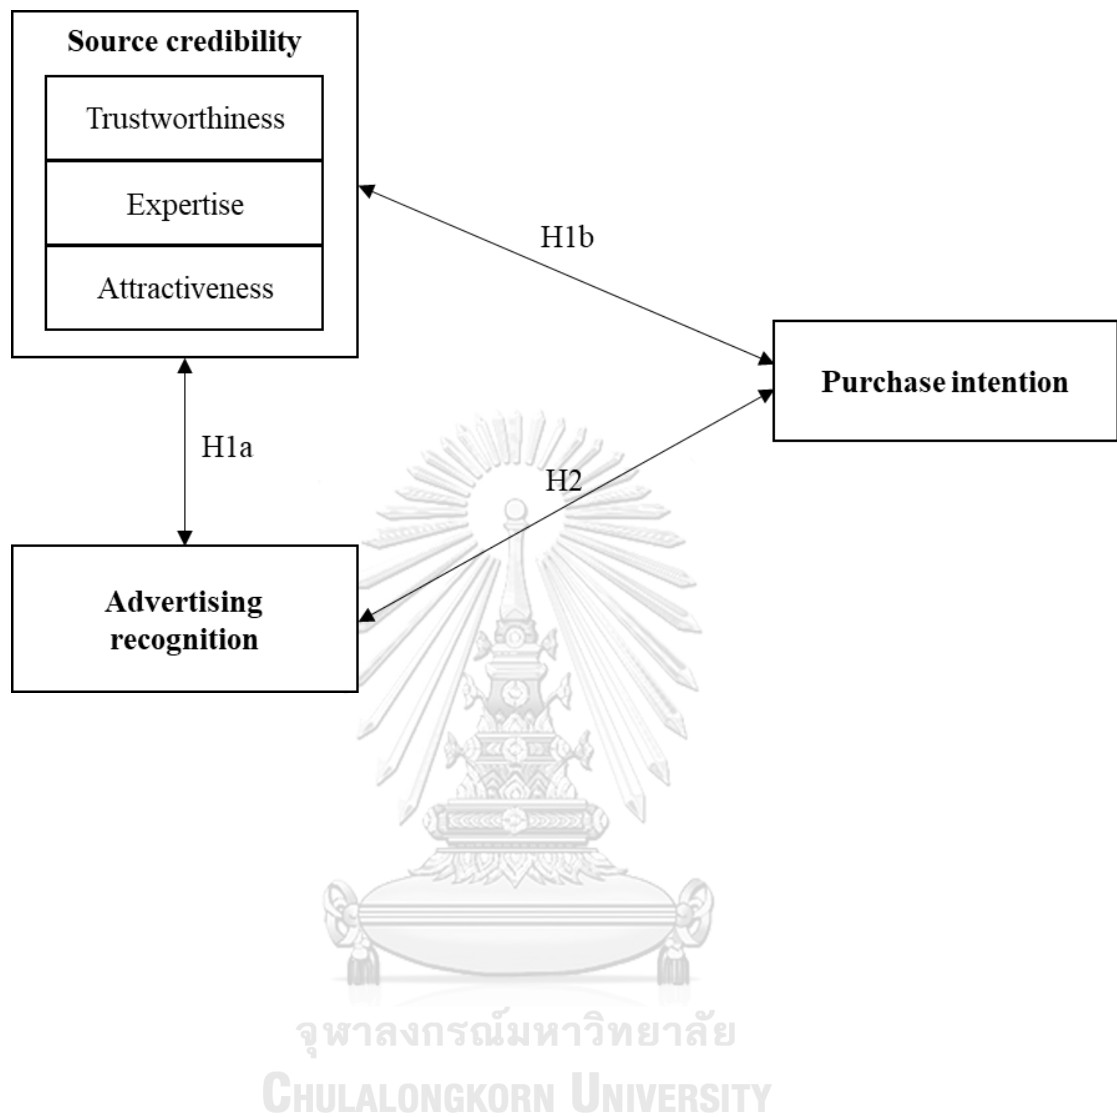 Source credibility
Trustworthiness
Expertise
Attractiveness
H1b
Purchase intention
H1a
H2
Advertising
recognition
จุฬาลงกรณ์มหาวิทยาลัย
CHULALONGKORN UNIVERSITY